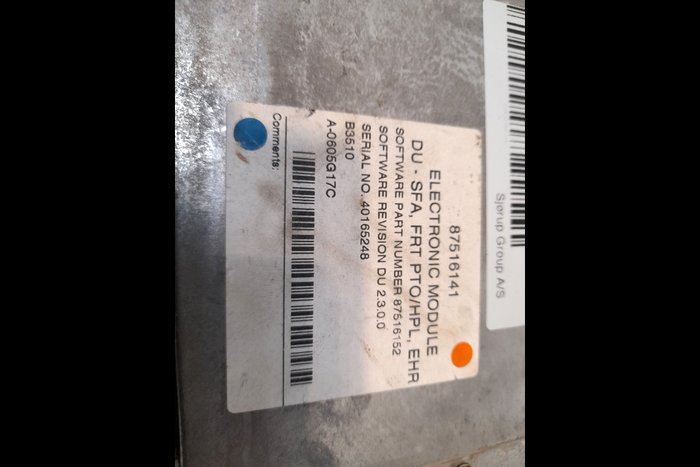 87516141
ELECTRONIC MODULE
DU - SFA, FRT PTO/HPL, EHR
SOFTWARE PART NUMBER 87516152
SOFTWARE REVISION DU 2.3.0.0
SERIAL NO. 40165248
B3510
A-0605G17C
Comments:
Sjørup Group A/S